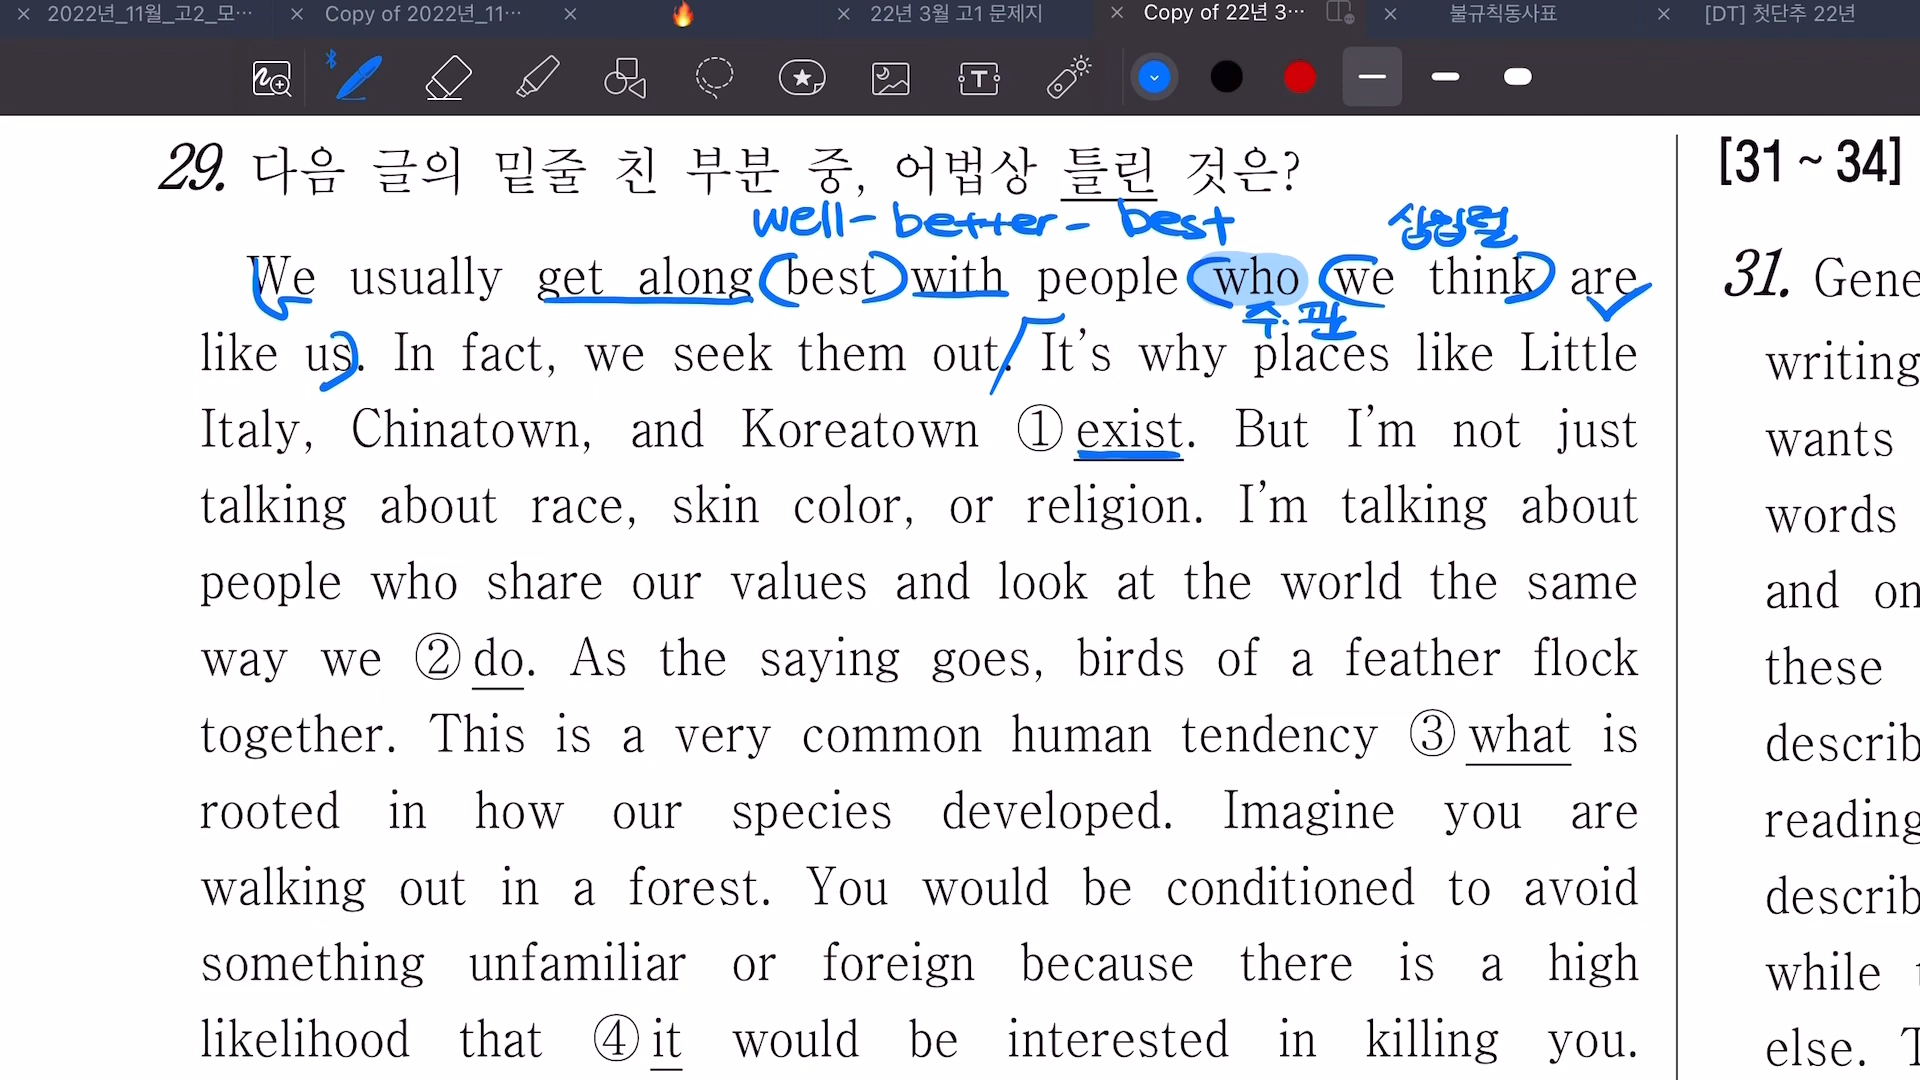 2022년_11월_고2_모… Copy of 2022년_11… 22년 3월 고1 문제지 Copy of 22년 3… 불규칙동사표 [DT] 첫단추 22년
29. 다음 글의 밑줄 친 부분 중, 어법상 틀린 것은?
well - better - best 삽입절
We usually get along best with people who we think are
주.관
like us. In fact, we seek them out. It's why places like Little
Italy, Chinatown, and Koreatown ① exist. But I'm not just
talking about race, skin color, or religion. I'm talking about
people who share our values and look at the world the same
way we ② do. As the saying goes, birds of a feather flock
together. This is a very common human tendency ③ what is
rooted in how our species developed. Imagine you are
walking out in a forest. You would be conditioned to avoid
something unfamiliar or foreign because there is a high
likelihood that ④ it would be interested in killing you.
[31 ~ 34]
31. Gene
writing
wants
words
and on
these
describ
reading
describ
while
else.